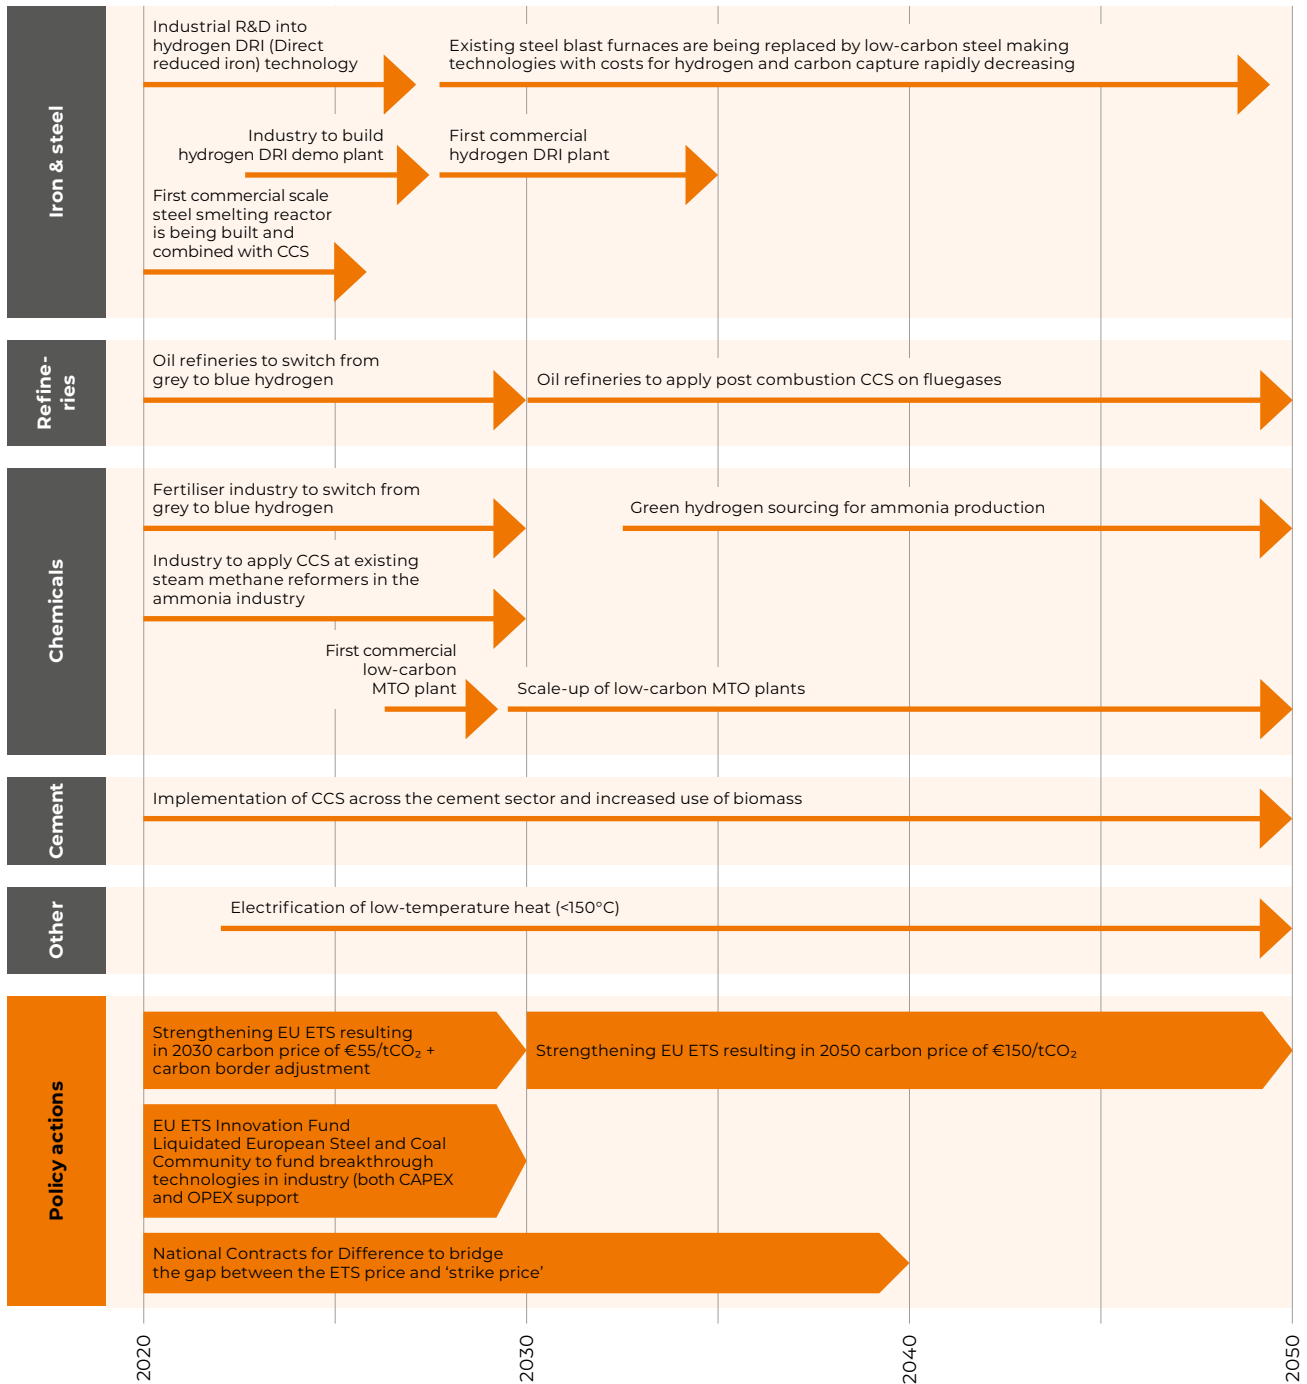 Iron & steel
Industrial R&D into
hydrogen DRI (Direct
reduced iron) technology
Existing steel blast furnaces are being replaced by low-carbon steel making
technologies with costs for hydrogen and carbon capture rapidly decreasing
Industry to build
hydrogen DRI demo plant
First commercial
hydrogen DRI plant
First commercial scale
steel smelting reactor
is being built and
combined with CCS
Refine-
ries
Oil refineries to switch from
grey to blue hydrogen
Oil refineries to apply post combustion CCS on fluegases
Chemicals
Fertiliser industry to switch from
grey to blue hydrogen
Green hydrogen sourcing for ammonia production
Industry to apply CCS at existing
steam methane reformers in the
ammonia industry
First commercial
low-carbon
MTO plant
Scale-up of low-carbon MTO plants
Cement
Implementation of CCS across the cement sector and increased use of biomass
Other
Electrification of low-temperature heat (<150°C)
Policy actions
Strengthening EU ETS resulting
in 2030 carbon price of €55/tCO₂ +
carbon border adjustment
Strengthening EU ETS resulting in 2050 carbon price of €150/tCO₂
EU ETS Innovation Fund
Liquidated European Steel and Coal
Community to fund breakthrough
technologies in industry (both CAPEX
and OPEX support
National Contracts for Difference to bridge
the gap between the ETS price and ‘strike price’
2020
2030
2040
2050